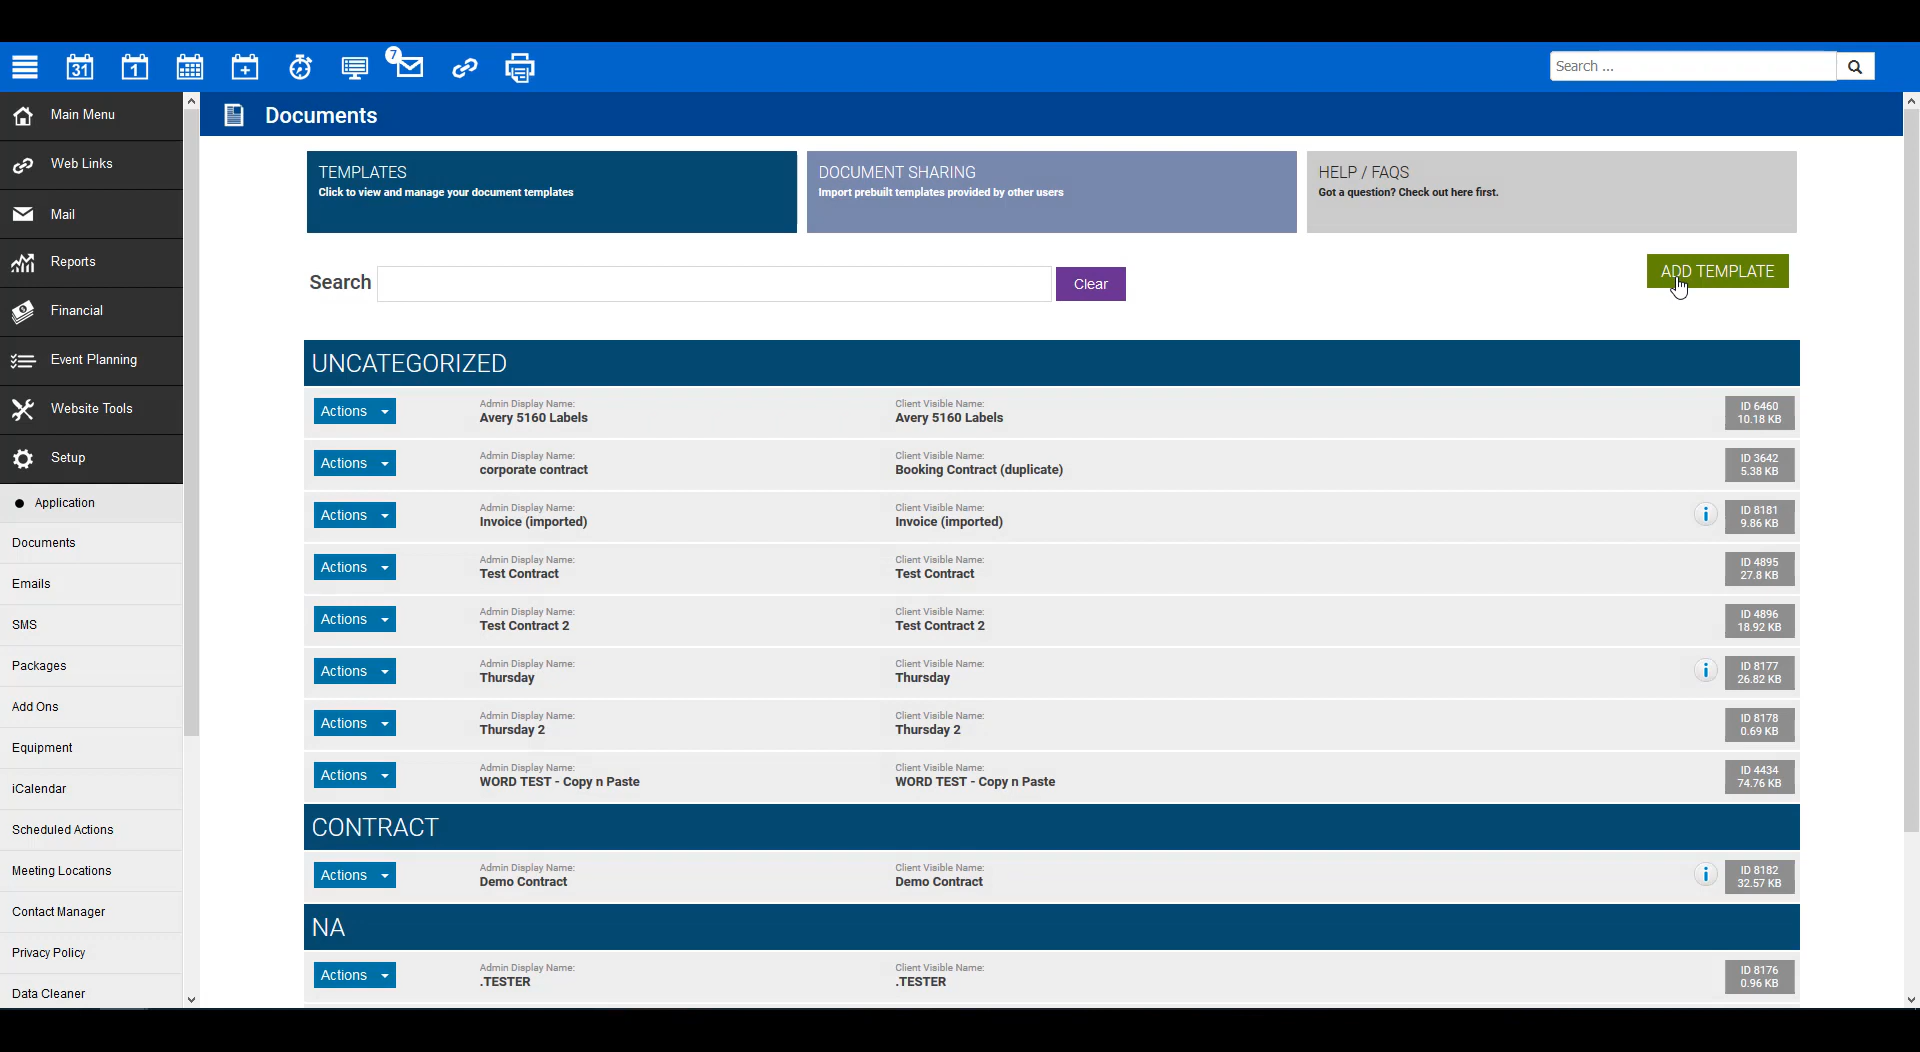 31 1 7 Search ...
Main Menu
Web Links
Mail
Reports
Financial
Event Planning
Website Tools
Setup
Application
Documents
Emails
SMS
Packages
Add Ons
Equipment
iCalendar
Scheduled Actions
Meeting Locations
Contact Manager
Privacy Policy
Data Cleaner
Documents
TEMPLATES
Click to view and manage your document templates
DOCUMENT SHARING
Import prebuilt templates provided by other users
HELP / FAQS
Got a question? Check out here first.
Search Clear ADD TEMPLATE
UNCATEGORIZED
Actions Admin Display Name: Client Visible Name: ID 6460
Avery 5160 Labels Avery 5160 Labels 10.18 KB
Actions Admin Display Name: Client Visible Name: ID 3642
corporate contract Booking Contract (duplicate) 5.38 KB
Actions Admin Display Name: Client Visible Name: i ID 8181
Invoice (imported) Invoice (imported) 9.86 KB
Actions Admin Display Name: Client Visible Name: ID 4895
Test Contract Test Contract 27.8 KB
Actions Admin Display Name: Client Visible Name: ID 4896
Test Contract 2 Test Contract 2 18.92 KB
Actions Admin Display Name: Client Visible Name: i ID 8177
Thursday Thursday 26.82 KB
Actions Admin Display Name: Client Visible Name: ID 8178
Thursday 2 Thursday 2 0.69 KB
Actions Admin Display Name: Client Visible Name: ID 4434
WORD TEST - Copy n Paste WORD TEST - Copy n Paste 74.76 KB
CONTRACT
Actions Admin Display Name: Client Visible Name: i ID 8182
Demo Contract Demo Contract 32.57 KB
NA
Actions Admin Display Name: Client Visible Name: ID 8176
.TESTER .TESTER 0.96 KB